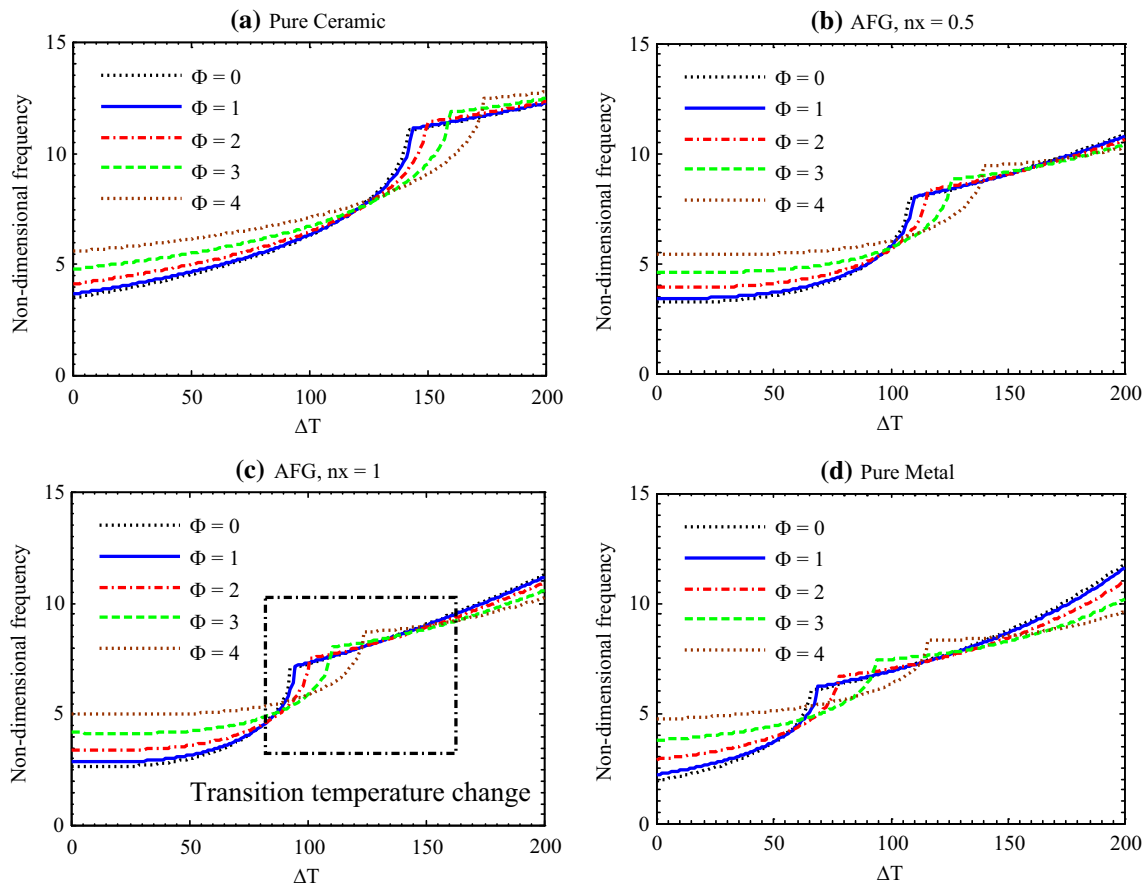 (a) Pure Ceramic
15
10
5
0
Non-dimensional frequency
Φ = 0
Φ = 1
Φ = 2
Φ = 3
Φ = 4
0 50 100 150 200
ΔT
(b) AFG, nx = 0.5
15
10
5
0
Non-dimensional frequency
Φ = 0
Φ = 1
Φ = 2
Φ = 3
Φ = 4
0 50 100 150 200
ΔT
(c) AFG, nx = 1
15
10
5
0
Non-dimensional frequency
Φ = 0
Φ = 1
Φ = 2
Φ = 3
Φ = 4
Transition temperature change
0 50 100 150 200
ΔT
(d) Pure Metal
15
10
5
0
Non-dimensional frequency
Φ = 0
Φ = 1
Φ = 2
Φ = 3
Φ = 4
0 50 100 150 200
ΔT